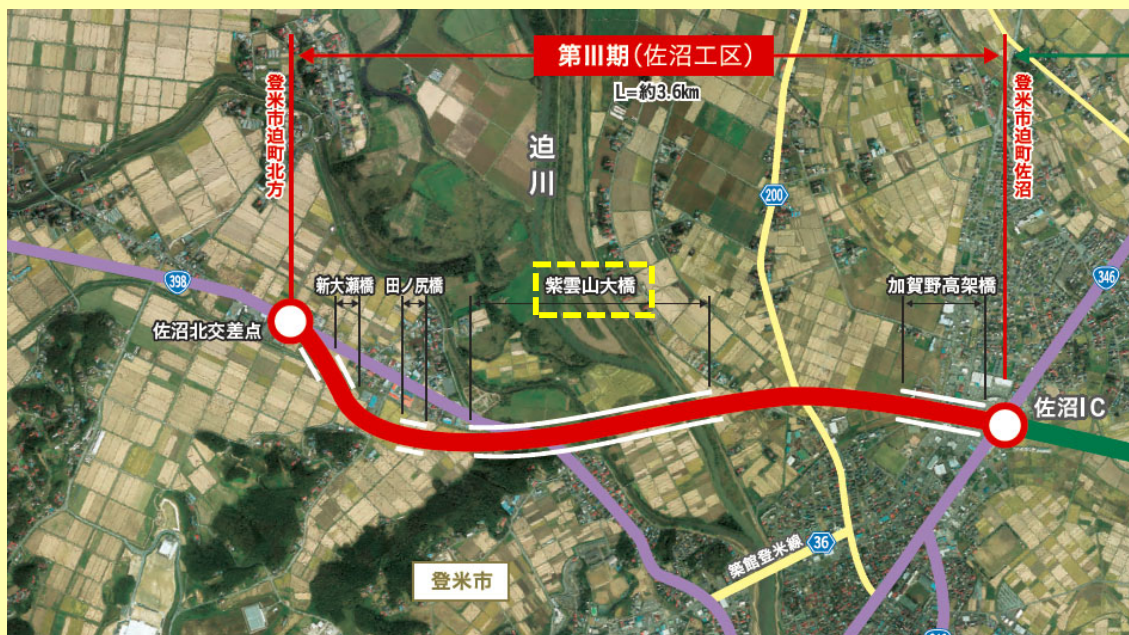 第Ⅲ期(佐沼工区)
L=約3.6km
登米市迫町北方
登米市迫町佐沼
迫川
200
398
346
新大瀬橋
田ノ尻橋
紫雲山大橋
加賀野高架橋
佐沼北交差点
佐沼IC
築館登米線
36
登米市